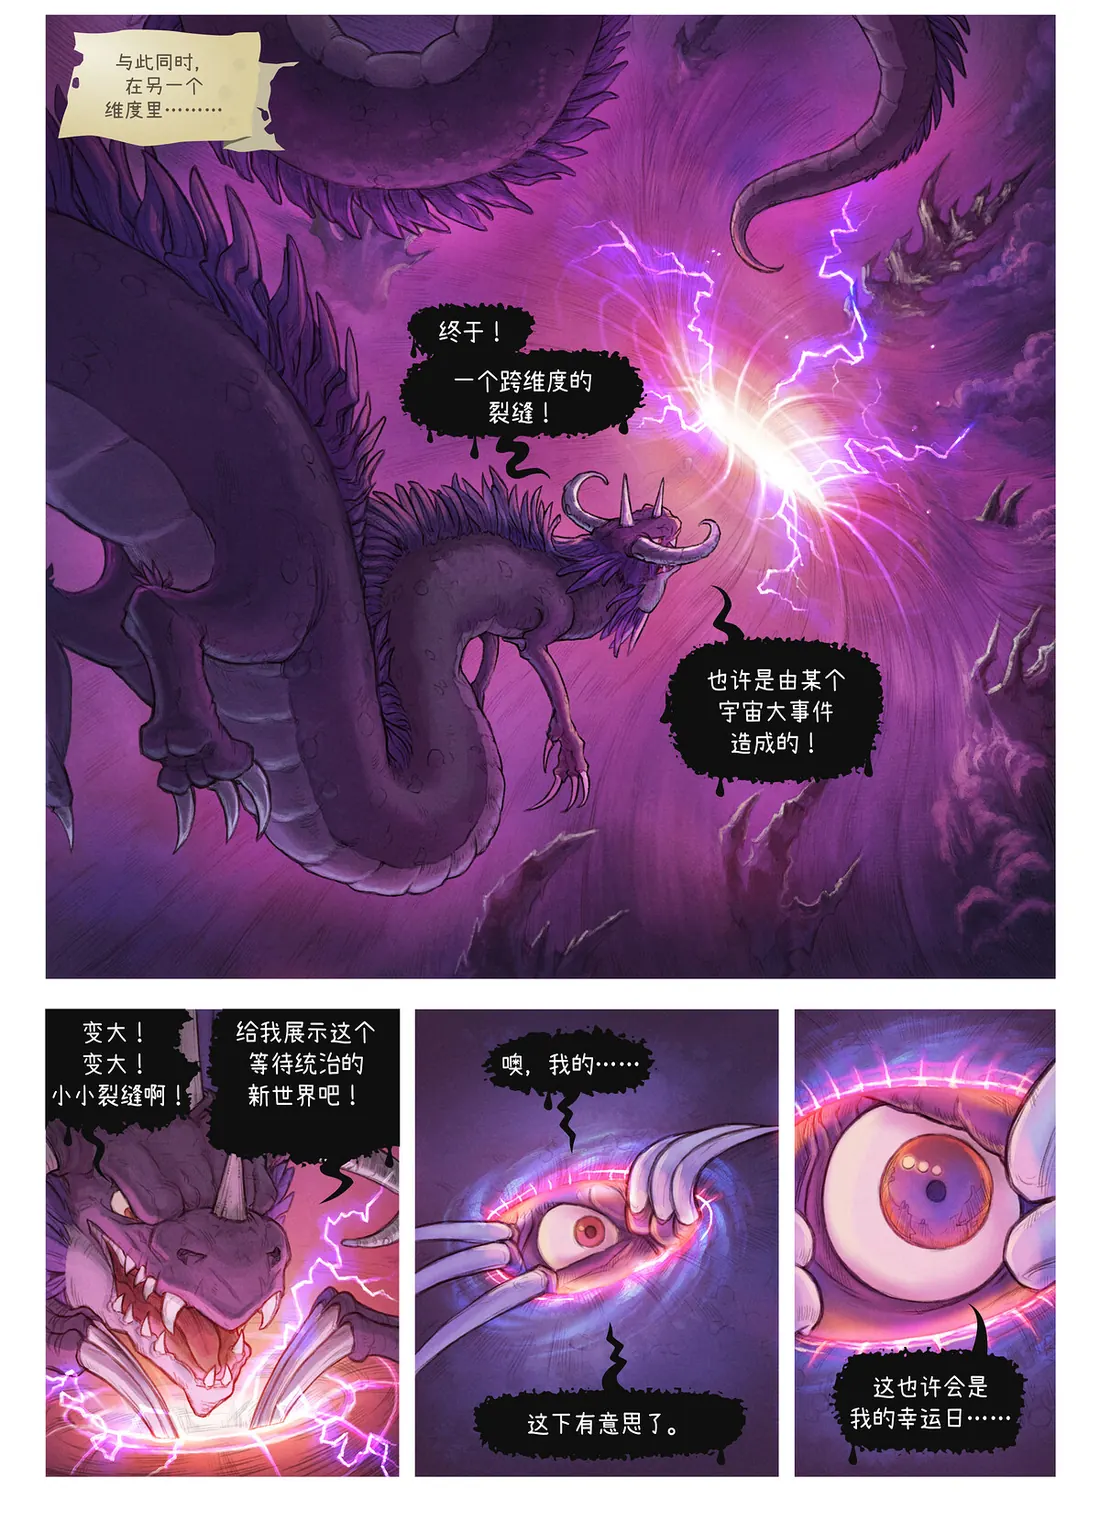 与此同时，
在另一个
维度里………
终于！
一个跨维度的
裂缝！
也许是由某个
宇宙大事件
造成的！
变大！
变大！
小小裂缝啊！
给我展示这个
等待统治的
新世界吧！
噢，我的……
这下有意思了。
这也许会是
我的幸运日……